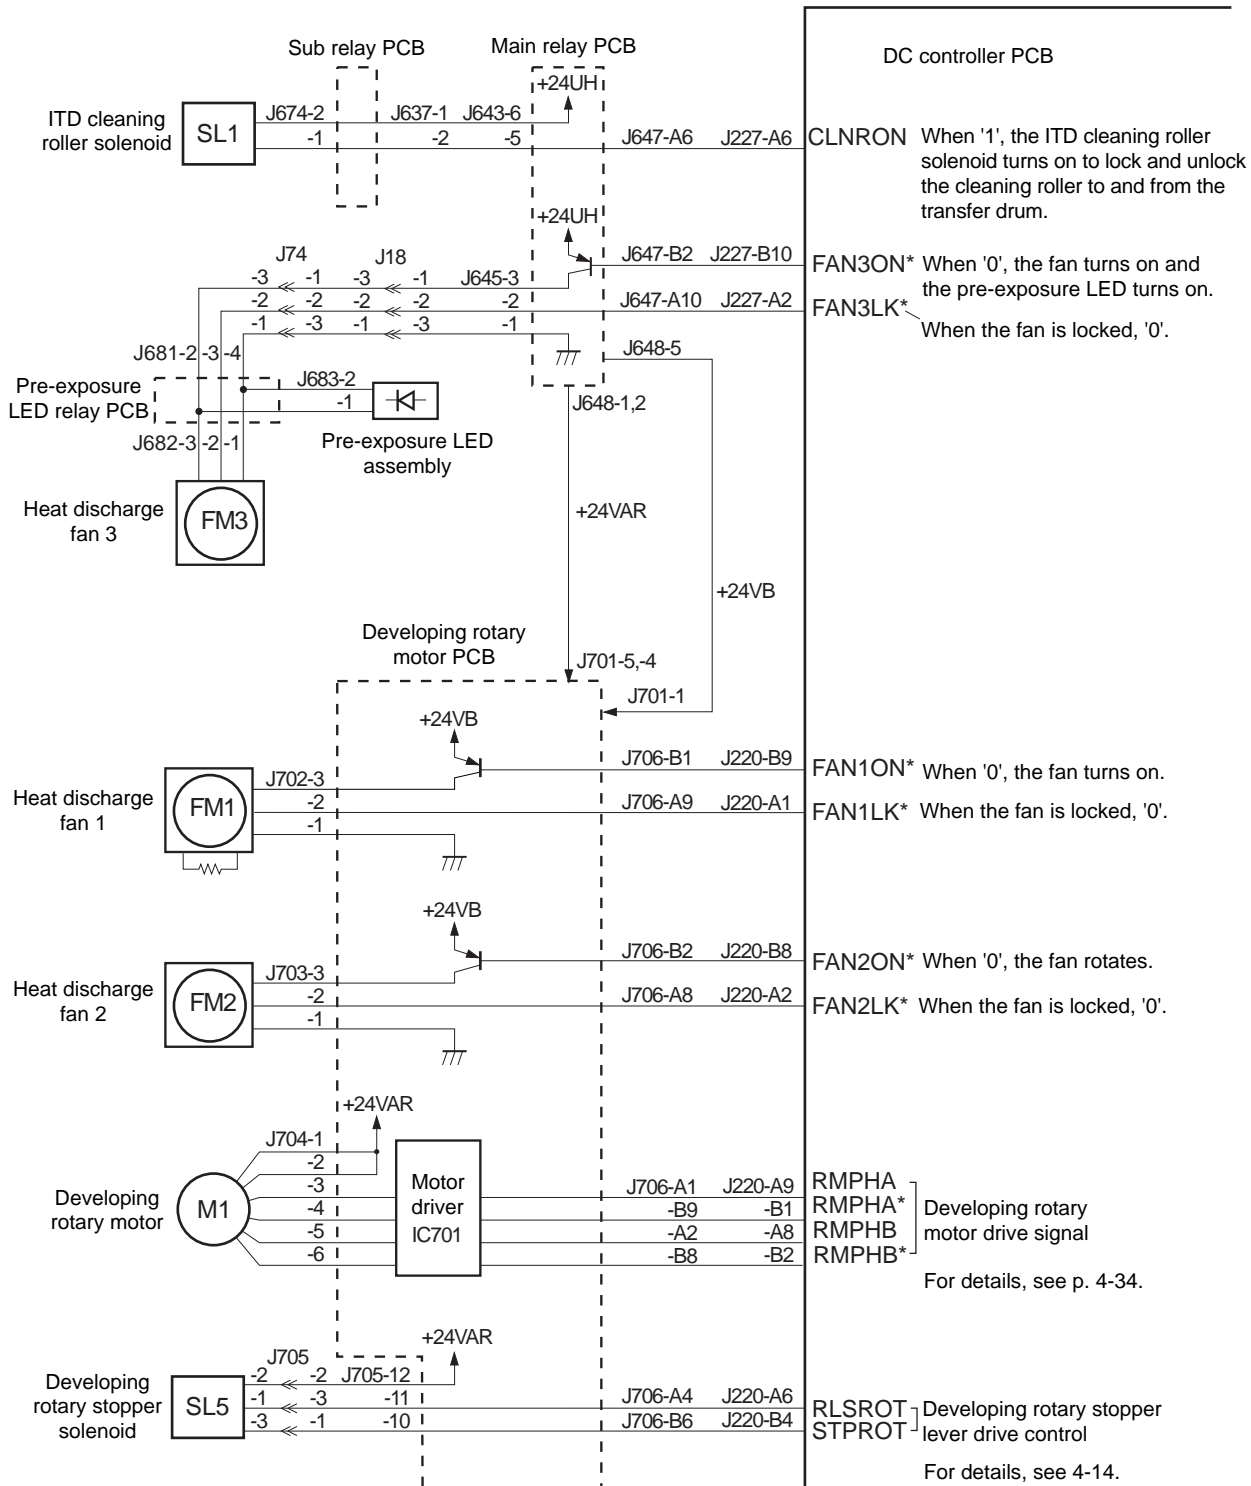 Sub relay PCB
Main relay PCB
DC controller PCB
+24UH
ITD cleaning
roller solenoid
SL1
J674-2
J637-1
J643-6
-1
-2
-5
J647-A6
J227-A6
CLNRON
When '1', the ITD cleaning roller
solenoid turns on to lock and unlock
the cleaning roller to and from the
transfer drum.
+24UH
J647-B2
J227-B10
FAN3ON*
When '0', the fan turns on and
the pre-exposure LED turns on.
J74
J18
-3
-1
-3
-1
J645-3
-2
-2
-2
-2
-2
J647-A10
J227-A2
FAN3LK*
When the fan is locked, '0'.
-1
-3
-1
-3
-1
J681-2
-3
-4
J648-5
Pre-exposure
LED relay PCB
J683-2
-1
J648-1,2
J682-3
-2
-1
Pre-exposure LED
assembly
Heat discharge
fan 3
FM3
+24VAR
+24VB
Developing rotary
motor PCB
J701-5,-4
J701-1
+24VB
J706-B1
J220-B9
FAN1ON*
When '0', the fan turns on.
Heat discharge
fan 1
FM1
J702-3
-2
-1
J706-A9
J220-A1
FAN1LK*
When the fan is locked, '0'.
+24VB
J706-B2
J220-B8
FAN2ON*
When '0', the fan rotates.
Heat discharge
fan 2
FM2
J703-3
-2
-1
J706-A8
J220-A2
FAN2LK*
When the fan is locked, '0'.
+24VAR
Developing
rotary motor
M1
J704-1
-2
-3
-4
-5
-6
Motor
driver
IC701
J706-A1
J220-A9
RMPHA
-B9
-B1
RMPHA*
-A2
-A8
RMPHB
-B8
-B2
RMPHB*
Developing rotary
motor drive signal
For details, see p. 4-34.
+24VAR
Developing
rotary stopper
solenoid
SL5
J705
-2
-2
J705-12
-1
-3
-11
-3
-1
-10
J706-A4
J220-A6
RLSROT
J706-B6
J220-B4
STPROT
Developing rotary stopper
lever drive control
For details, see 4-14.